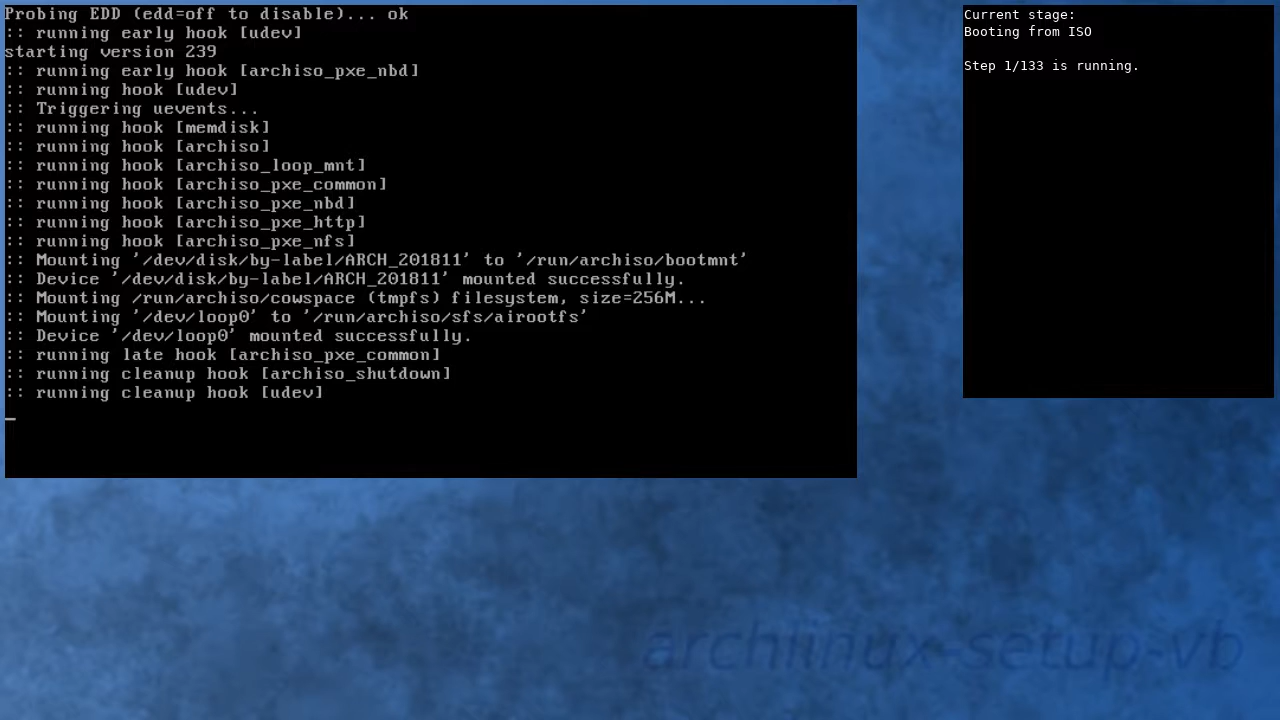 Probing EDD (edd=off to disable)... ok
:: running early hook [udev]
starting version 239
:: running early hook [archiso_pxe_nbd]
:: running hook [udev]
:: Triggering uevents...
:: running hook [memdisk]
:: running hook [archiso]
:: running hook [archiso_loop_mnt]
:: running hook [archiso_pxe_common]
:: running hook [archiso_pxe_nbd]
:: running hook [archiso_pxe_http]
:: running hook [archiso_pxe_nfs]
:: Mounting '/dev/disk/by-label/ARCH_201811' to '/run/archiso/bootmnt'
:: Device '/dev/disk/by-label/ARCH_201811' mounted successfully.
:: Mounting /run/archiso/cowspace (tmpfs) filesystem, size=256M...
:: Mounting '/dev/loop0' to '/run/archiso/sfs/airootfs'
:: Device '/dev/loop0' mounted successfully.
:: running late hook [archiso_pxe_common]
:: running cleanup hook [archiso_shutdown]
:: running cleanup hook [udev]
_
Current stage:
Booting from ISO
Step 1/133 is running.
archlinux-setup-vb